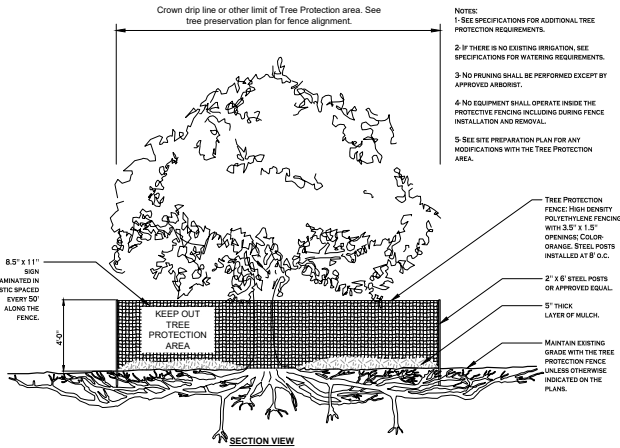 Crown drip line or other limit of Tree Protection area. See
tree preservation plan for fence alignment.
NOTES:
1- SEE SPECIFICATIONS FOR ADDITIONAL TREE
PROTECTION REQUIREMENTS.
2- IF THERE IS NO EXISTING IRRIGATION, SEE
SPECIFICATIONS FOR WATERING REQUIREMENTS.
3- NO PRUNING SHALL BE PERFORMED EXCEPT BY
APPROVED ARBORIST.
4- NO EQUIPMENT SHALL OPERATE INSIDE THE
PROTECTIVE FENCING INCLUDING DURING FENCE
INSTALLATION AND REMOVAL.
5- SEE SITE PREPARATION PLAN FOR ANY
MODIFICATIONS WITH THE TREE PROTECTION
AREA.
TREE PROTECTION
FENCE: HIGH DENSITY
POLYETHYLENE FENCING
WITH 3.5" X 1.5"
OPENINGS; COLOR-
ORANGE. STEEL POSTS
INSTALLED AT 8' O.C.
2" X 6' STEEL POSTS
OR APPROVED EQUAL.
5" THICK
LAYER OF MULCH.
MAINTAIN EXISTING
GRADE WITH THE TREE
PROTECTION FENCE
UNLESS OTHERWISE
INDICATED ON THE
PLANS.
8.5" X 11"
SIGN
AMINATED IN
STIC SPACED
EVERY 50'
ALONG THE
FENCE.
4'-0"
KEEP OUT
TREE
PROTECTION
AREA
SECTION VIEW